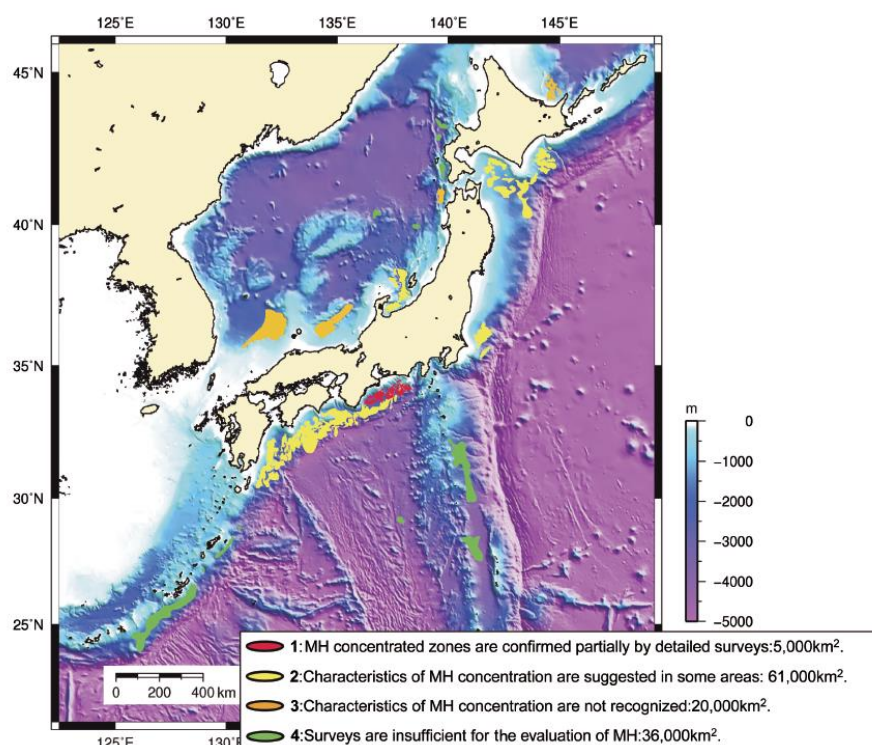 125°E 130°E 135°E 140°E 145°E
45°N
40°N
35°N
30°N
25°N
m
0
-1000
-2000
-3000
-4000
-5000
0 200 400
km
1:MH concentrated zones are confirmed partially by detailed surveys:5,000km².
2:Characteristics of MH concentration are suggested in some areas: 61,000km².
3:Characteristics of MH concentration are not recognized:20,000km².
4:Surveys are insufficient for the evaluation of MH:36,000km².
125°E 130°